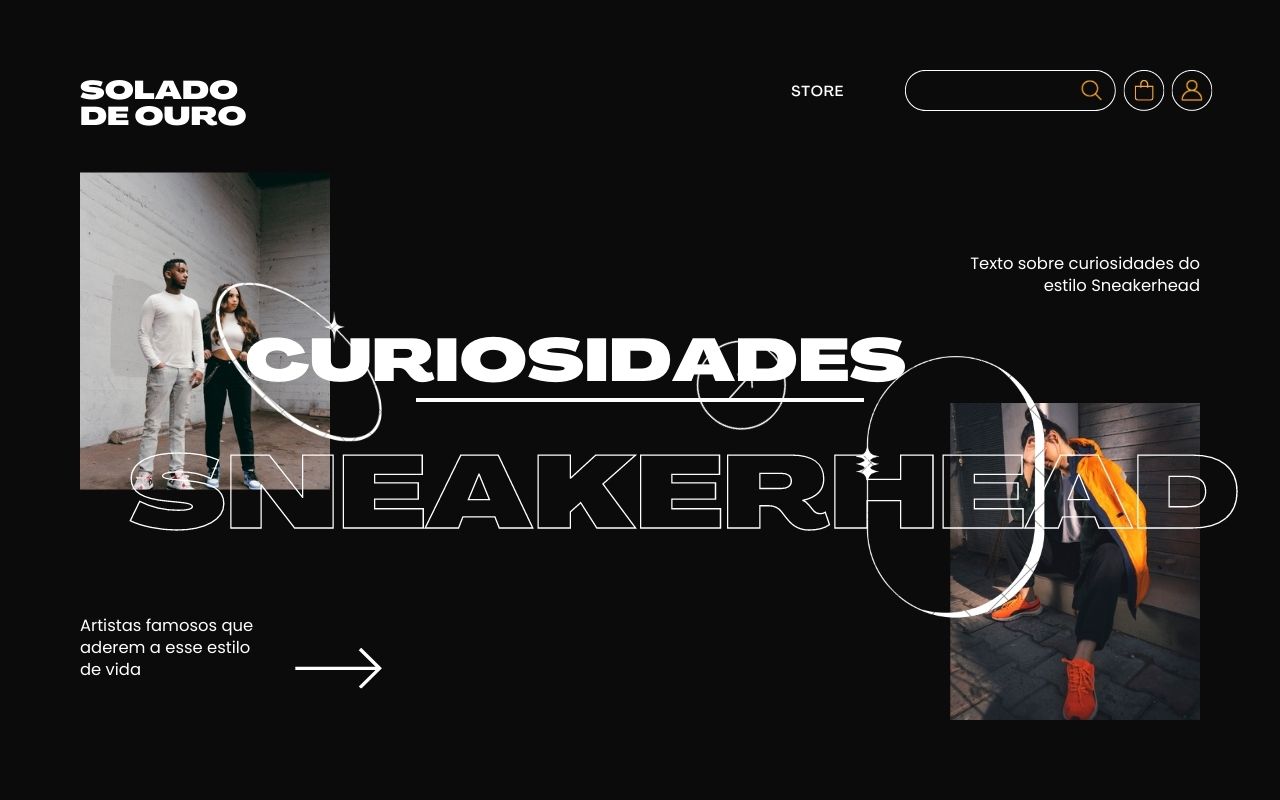 SOLADO
DE OURO
STORE
Texto sobre curiosidades do
estilo Sneakerhead
CURIOSIDADES
SNEAKERHEAD
Artistas famosos que
aderem a esse estilo
de vida